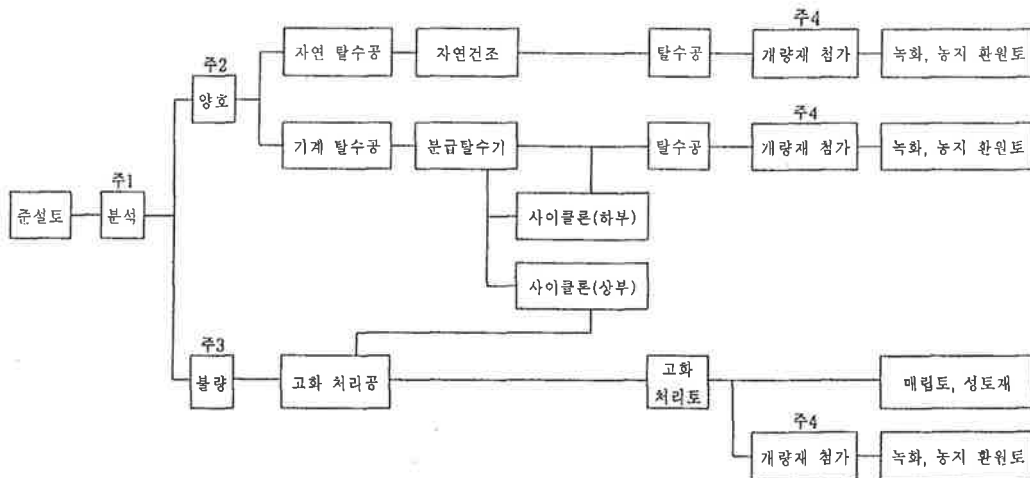 주4
자연 탈수공
자연건조
탈수공
개량재 첨가
녹화, 농지 환원토
주2
양호
주4
기계 탈수공
분급탈수기
탈수공
개량재 첨가
녹화, 농지 환원토
주1
준설토
분석
사이클론(하부)
사이클론(상부)
주3
불량
고화 처리공
고화
처리토
매립토, 성토재
주4
개량재 첨가
녹화, 농지 환원토